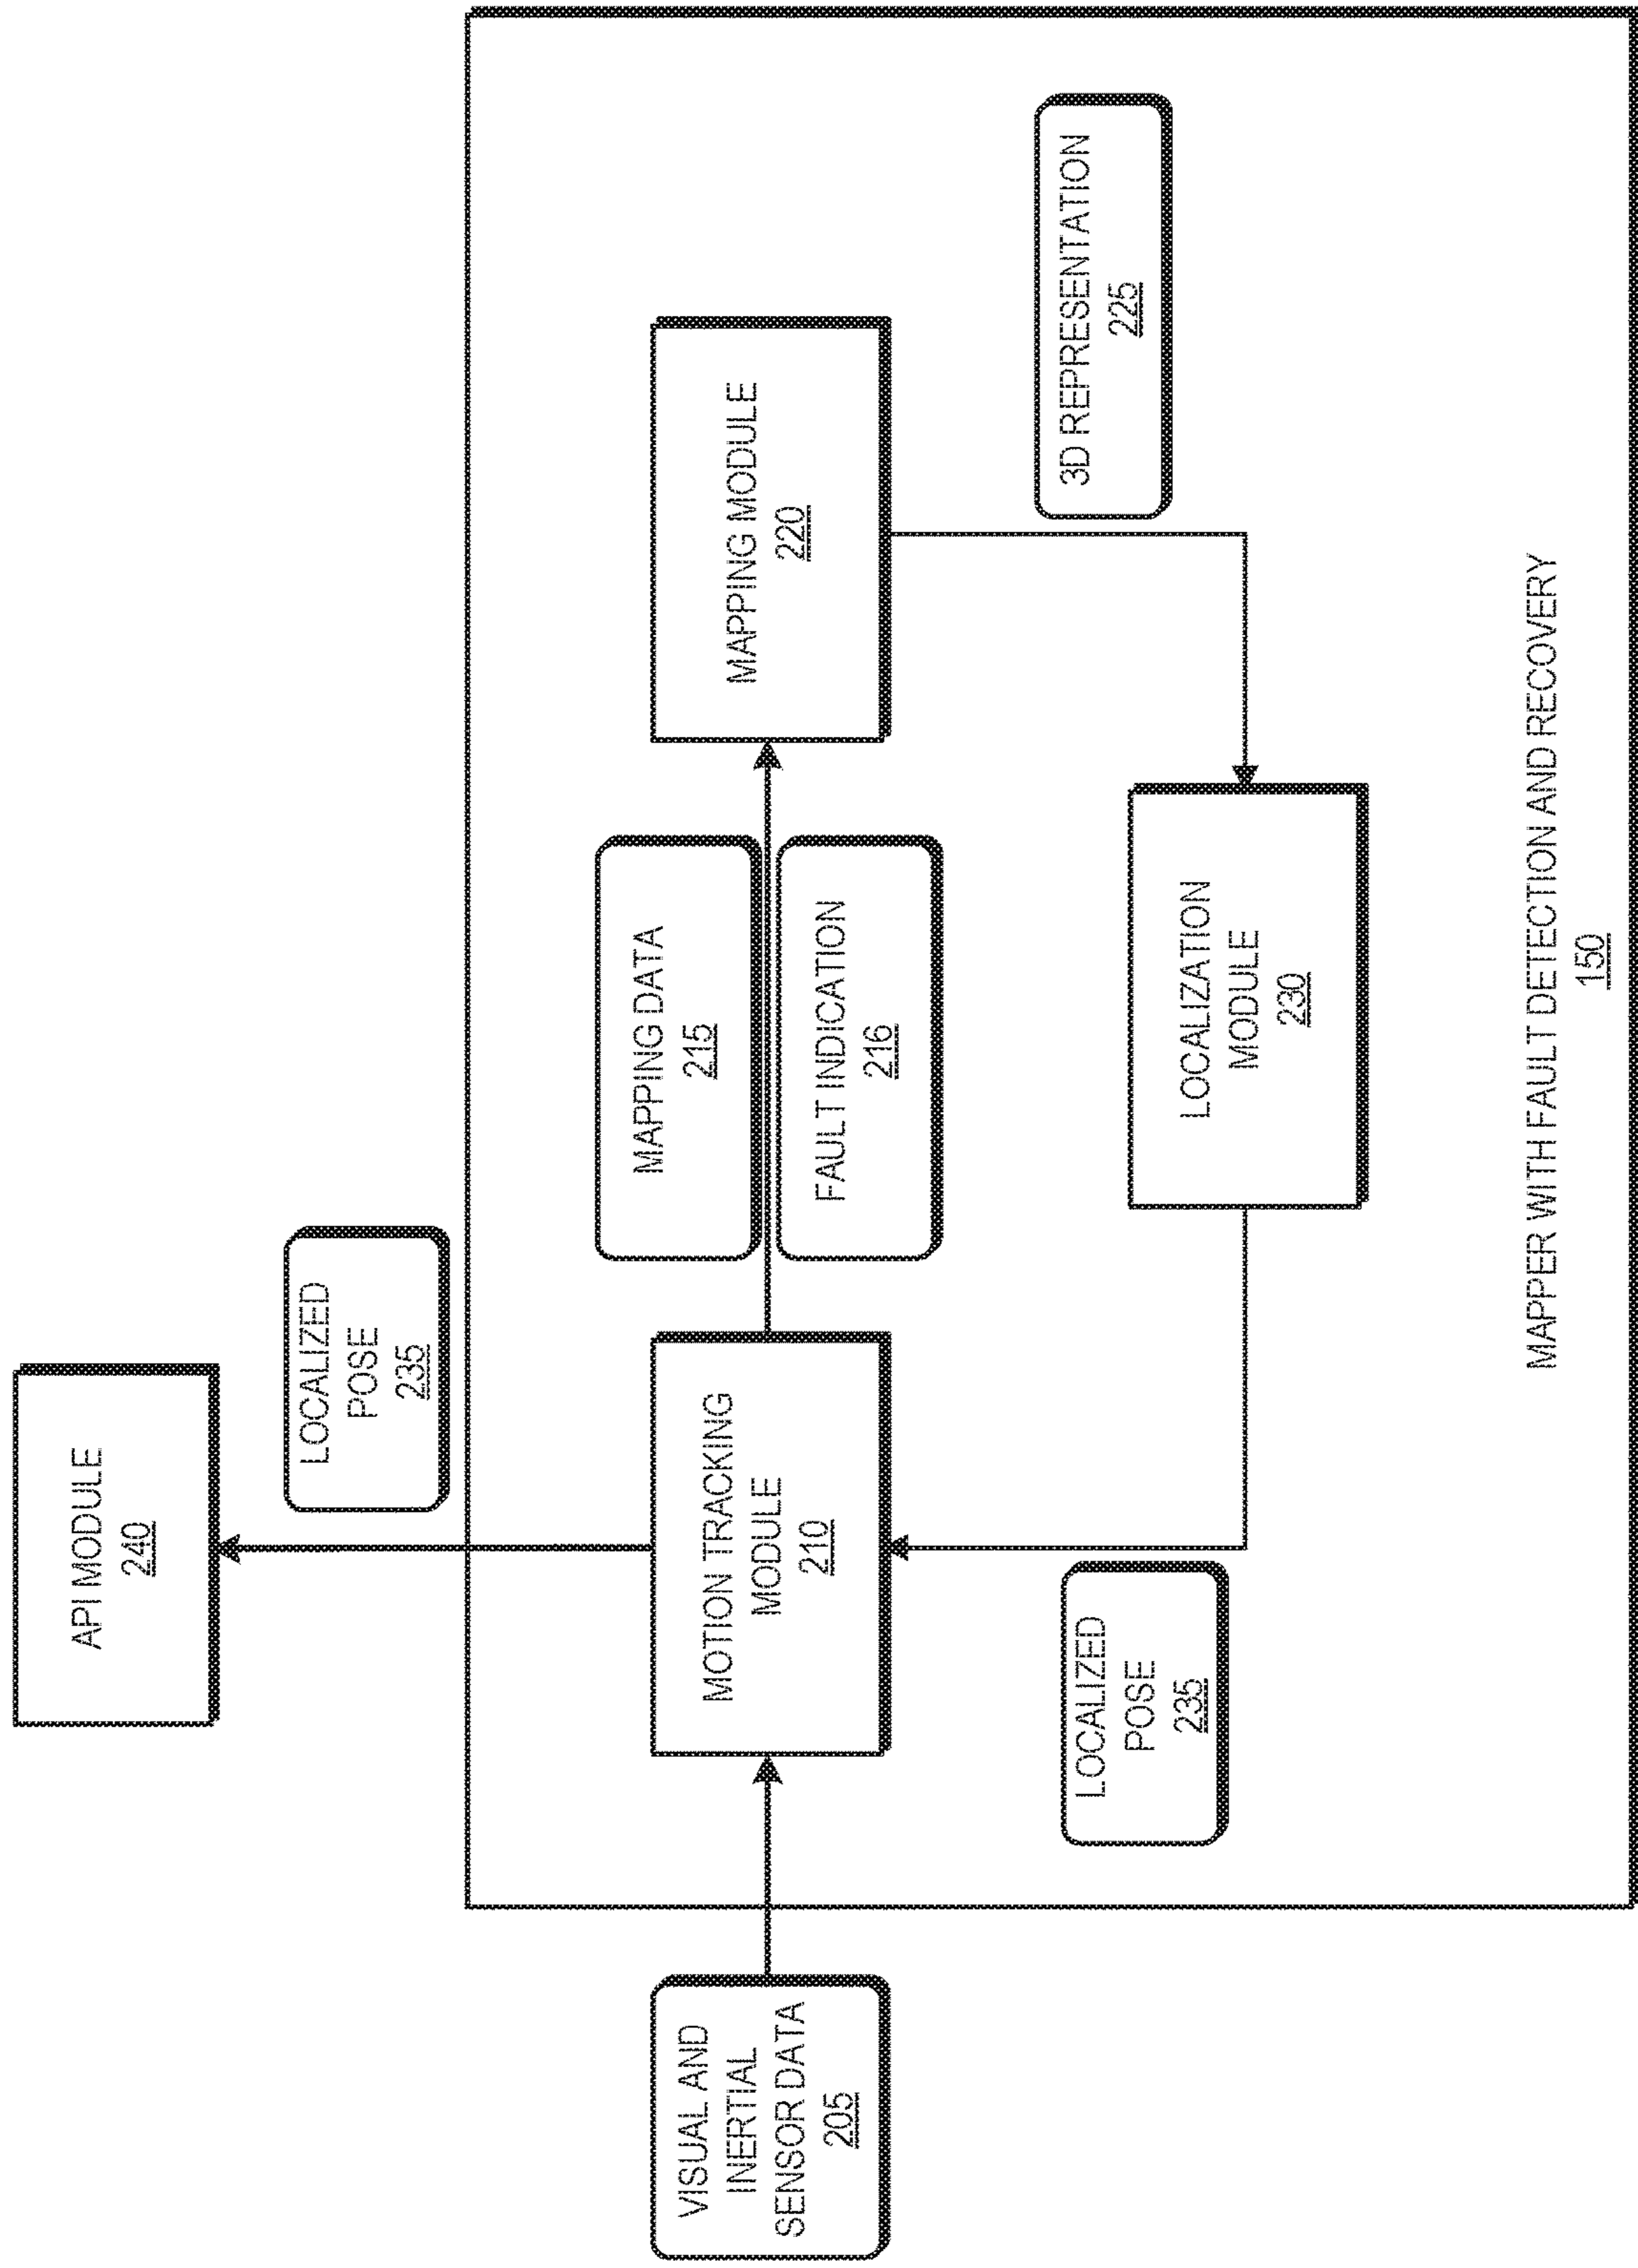 API MODULE
240
LOCALIZED
POSE
235
VISUAL AND
INERTIAL
SENSOR DATA
205
MOTION TRACKING
MODULE
210
MAPPING DATA
215
FAULT INDICATION
216
MAPPING MODULE
220
LOCALIZED
POSE
235
LOCALIZATION
MODULE
230
3D REPRESENTATION
225
MAPPER WITH FAULT DETECTION AND RECOVERY
150